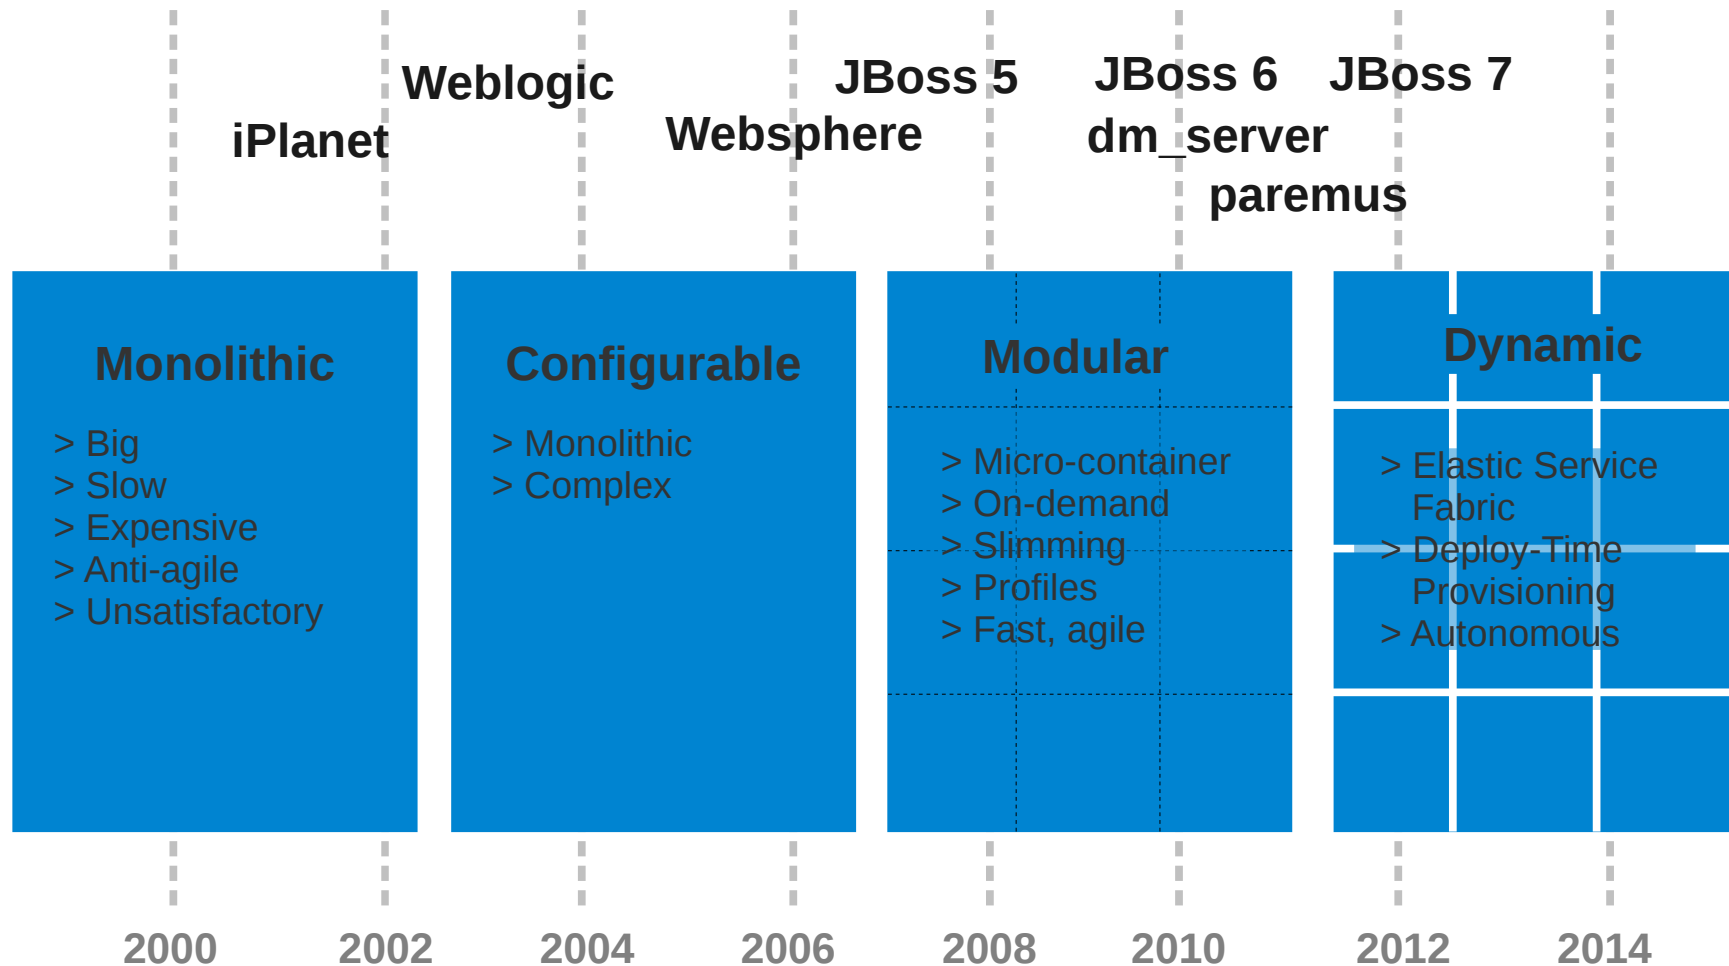 Weblogic
JBoss 5
JBoss 6
JBoss 7
iPlanet
Websphere
dm_server
paremus
Monolithic
> Big
> Slow
> Expensive
> Anti-agile
> Unsatisfactory
Configurable
> Monolithic
> Complex
Modular
> Micro-container
> On-demand
> Slimming
> Profiles
> Fast, agile
Dynamic
> Elastic Service
Fabric
> Deploy-Time
Provisioning
> Autonomous
2000
2002
2004
2006
2008
2010
2012
2014